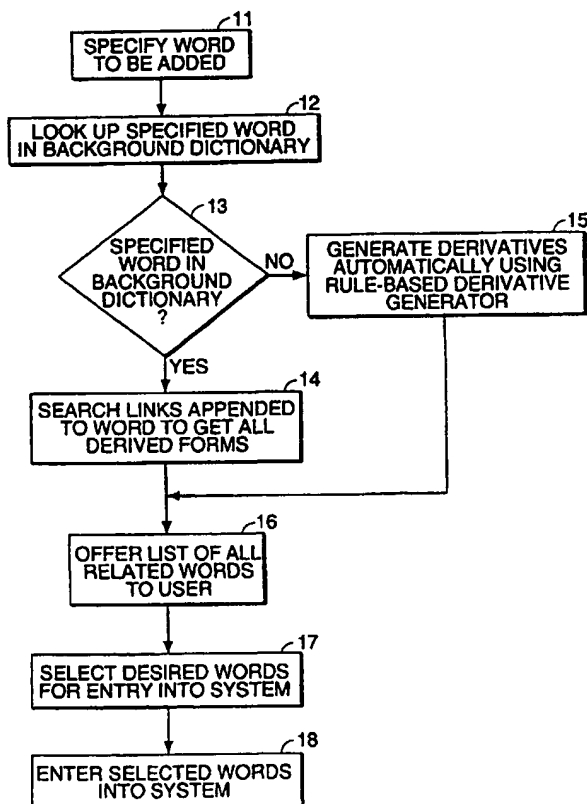 11
SPECIFY WORD
TO BE ADDED
12
LOOK UP SPECIFIED WORD
IN BACKGROUND DICTIONARY
13
SPECIFIED
WORD IN
BACKGROUND
DICTIONARY
?
NO
15
GENERATE DERIVATIVES
AUTOMATICALLY USING
RULE-BASED DERIVATIVE
GENERATOR
YES
14
SEARCH LINKS APPENDED
TO WORD TO GET ALL
DERIVED FORMS
16
OFFER LIST OF ALL
RELATED WORDS
TO USER
17
SELECT DESIRED WORDS
FOR ENTRY INTO SYSTEM
18
ENTER SELECTED WORDS
INTO SYSTEM